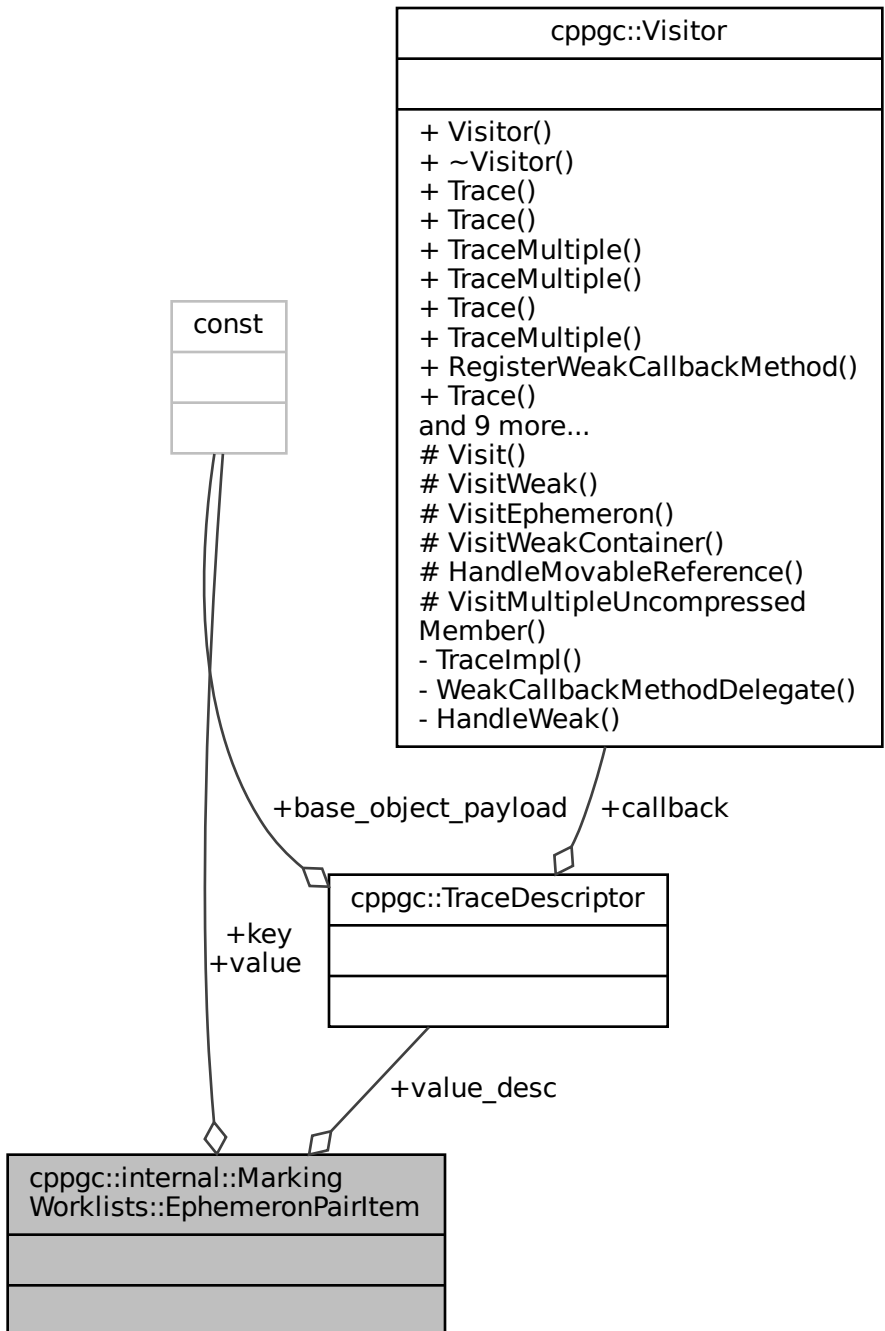 cppgc::Visitor
+ Visitor()
+ ~Visitor()
+ Trace()
+ Trace()
+ TraceMultiple()
+ TraceMultiple()
+ Trace()
+ TraceMultiple()
+ RegisterWeakCallbackMethod()
+ Trace()
and 9 more...
# Visit()
# VisitWeak()
# VisitEphemeron()
# VisitWeakContainer()
# HandleMovableReference()
# VisitMultipleUncompressed
Member()
- TraceImpl()
- WeakCallbackMethodDelegate()
- HandleWeak()
const
+base_object_payload
+callback
cppgc::TraceDescriptor
+key
+value
+value_desc
cppgc::internal::Marking
Worklists::EphemeronPairItem